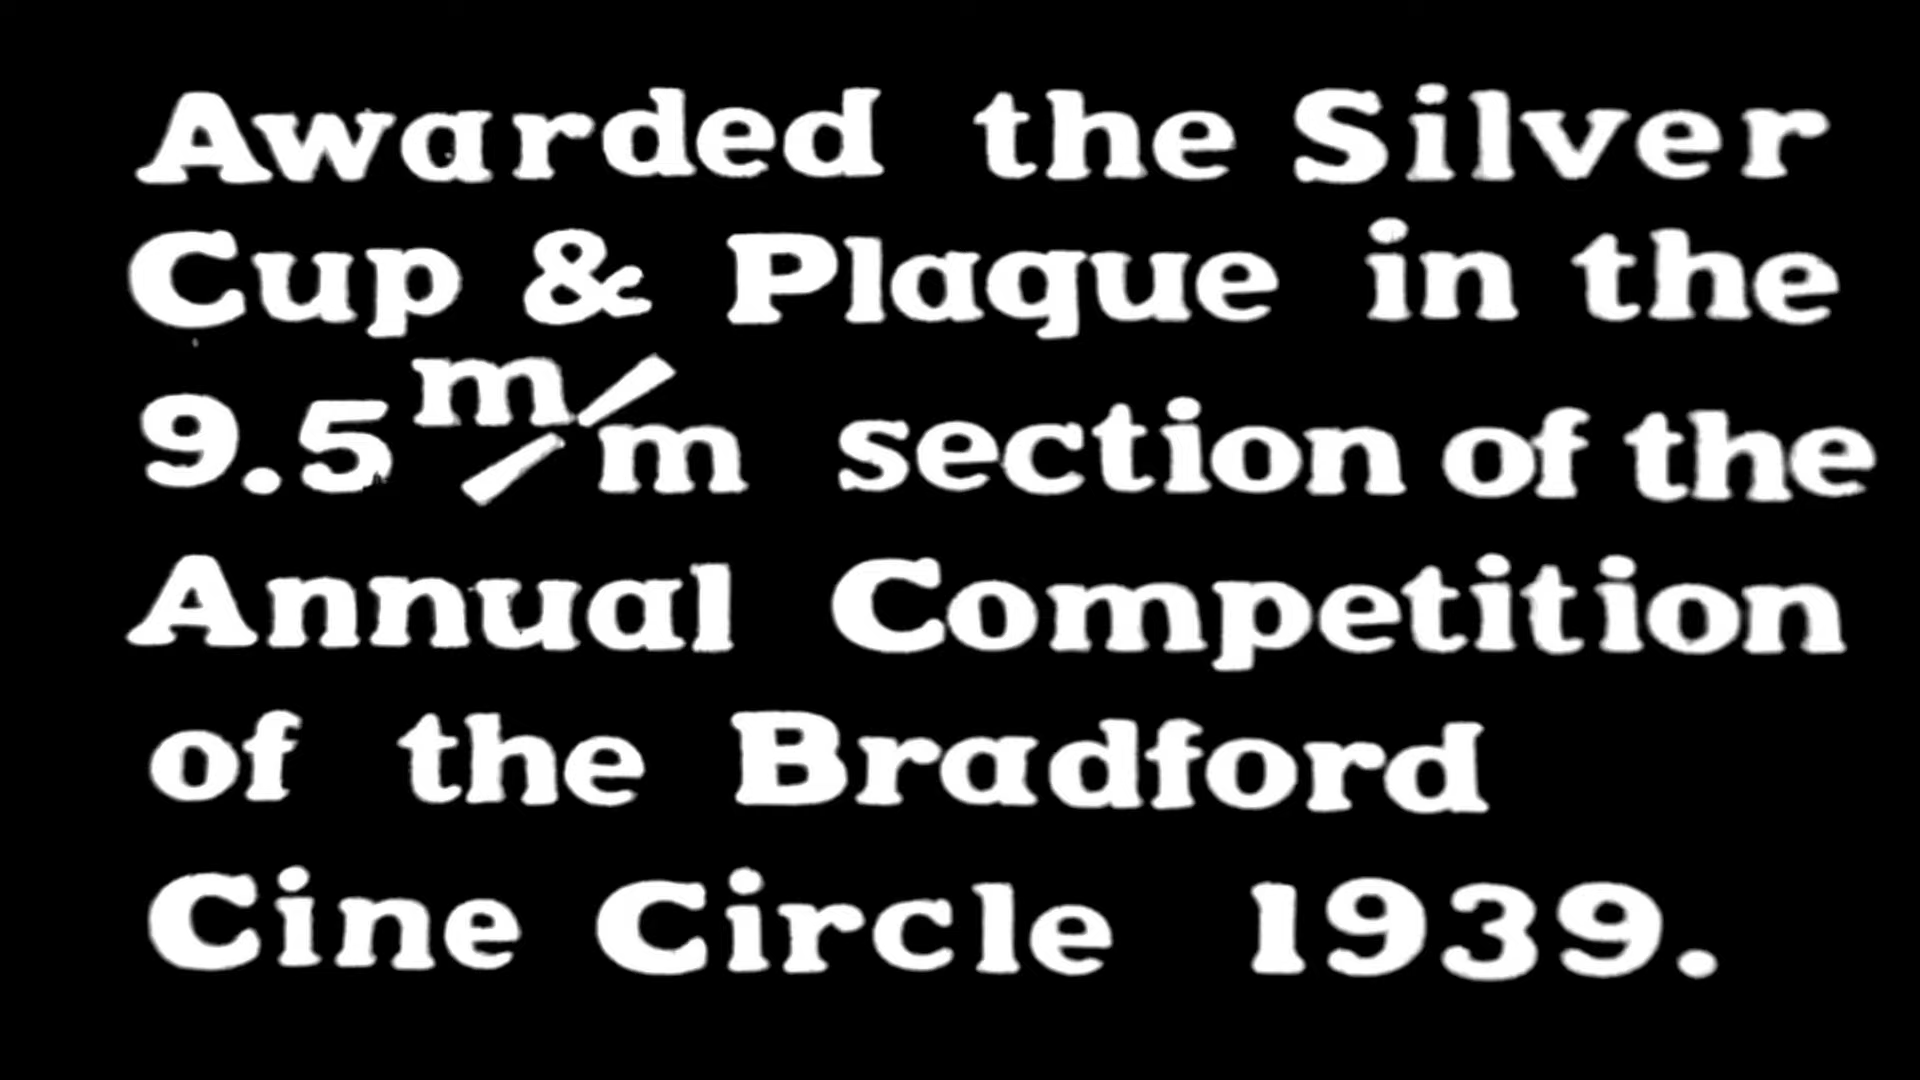 Awarded the Silver
Cup & Plaque in the
9.5 m/m section of the
Annual Competition
of the Bradford
Cine Circle 1939.